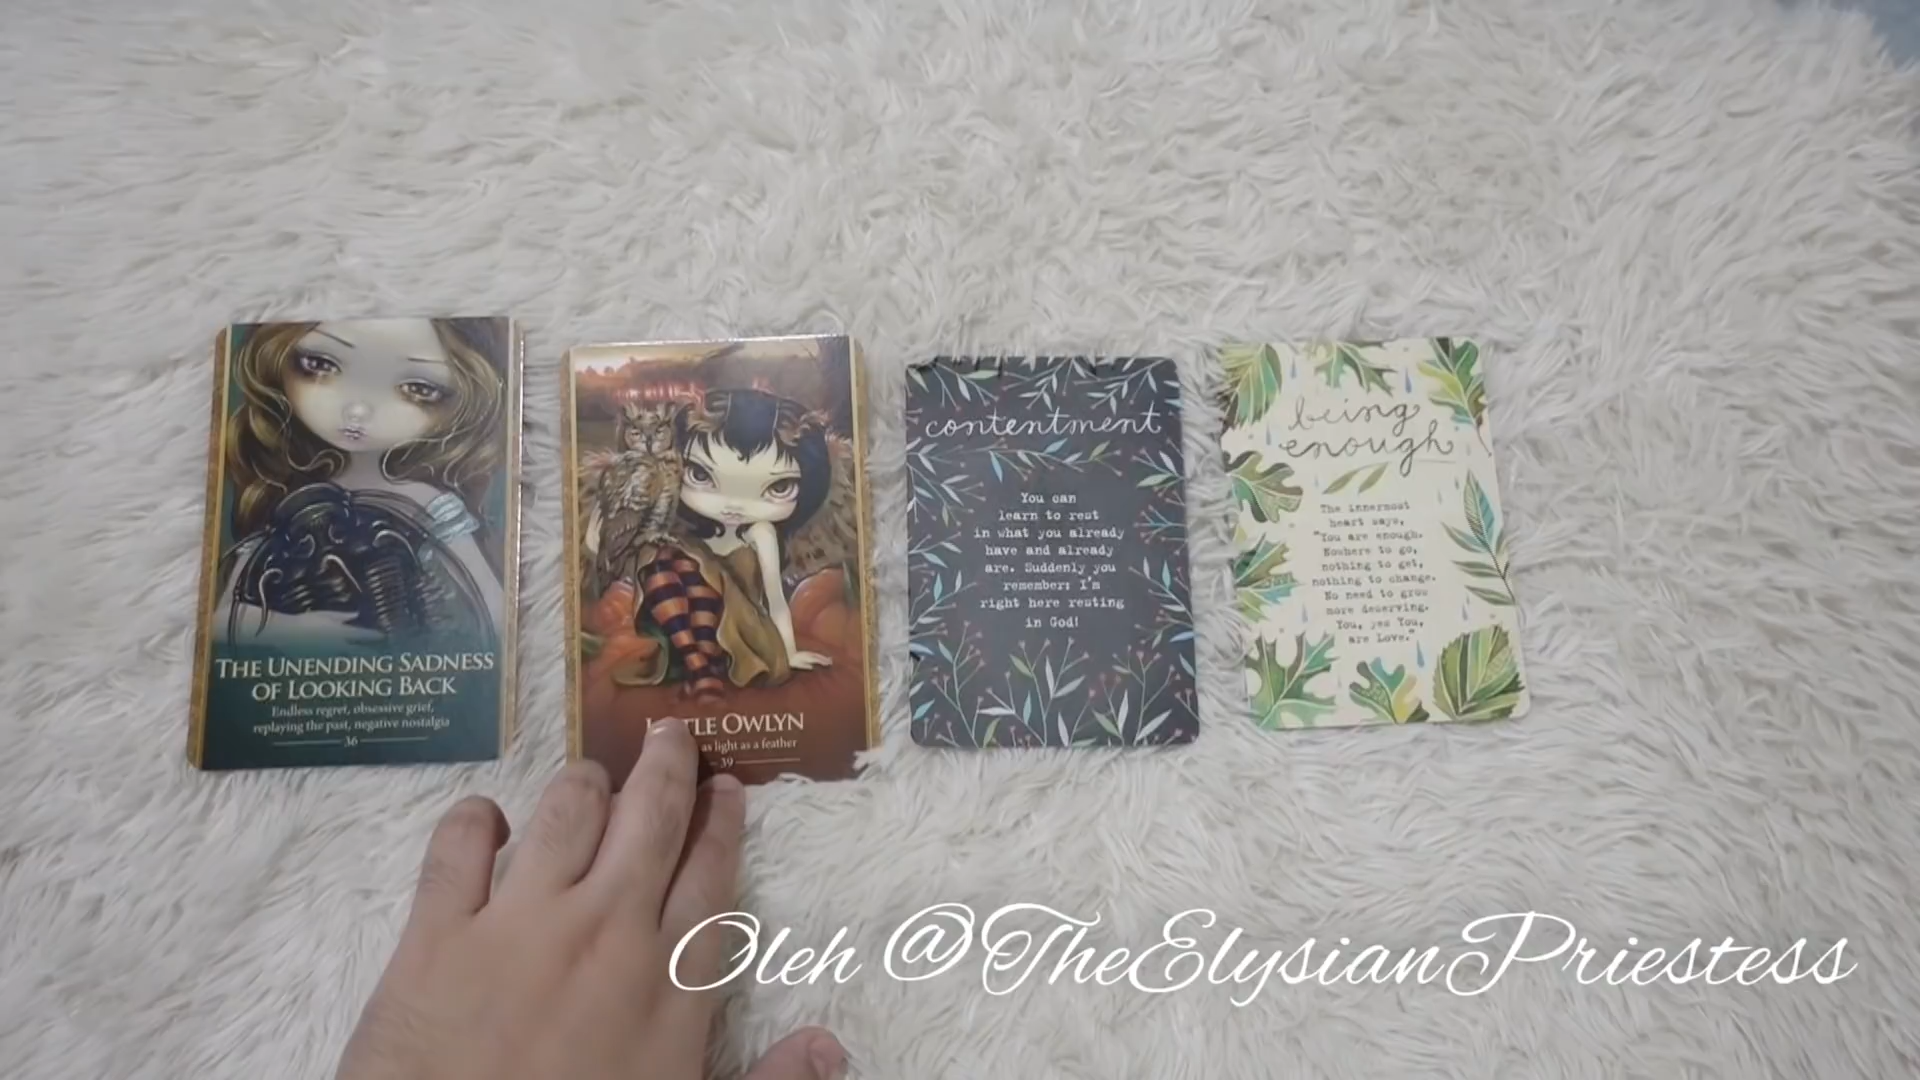 THE UNENDING SADNESS
OF LOOKING BACK
Endless regret, obsessive grief,
replaying the past, negative nostalgia
36
TLE OWLYN
as light as a feather
39
contentment
You can
learn to rest
in what you already
have and already
are. Suddenly you
remember: I'm
right here resting
in God!
being
enough
The innermost
heart says,
"You are enough.
Nowhere to go,
nothing to get,
nothing to change.
No need to grow
more deserving.
You, yes You,
are Love."
Oleh @TheElysianPriestess